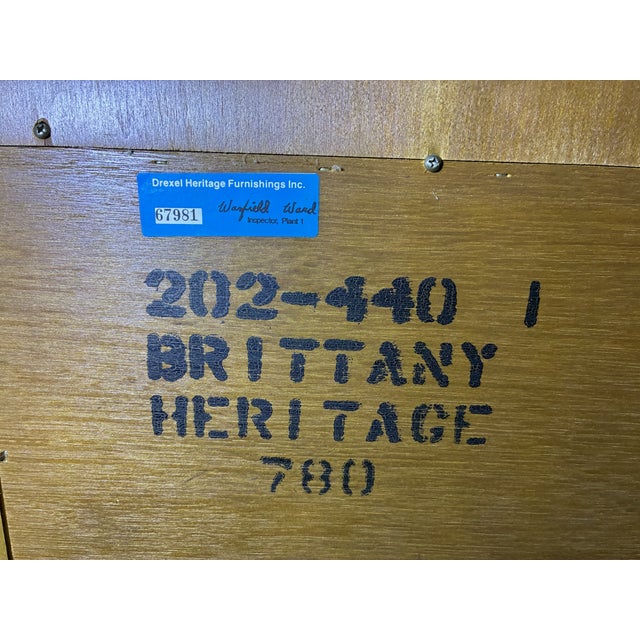 Drexel Heritage Furnishings Inc.
67981 Wayfield Ward
Inspector, Plant 1
202-440 1
BRITTANY
HERITAGE
780